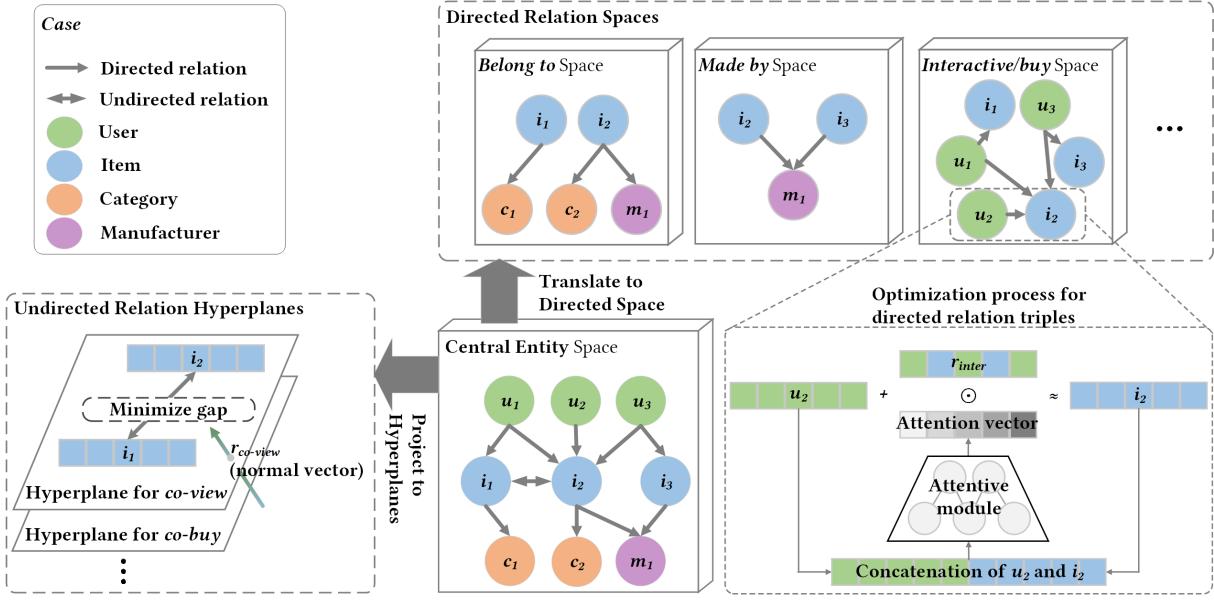 Case
Directed relation
Undirected relation
User
Item
Category
Manufacturer
Directed Relation Spaces
Belong to Space
i1
i2
c1
c2
m1
Made by Space
i2
i3
m1
Interactive/buy Space
i1
u3
u1
i3
u2
i2
...
Translate to
Directed Space
Undirected Relation Hyperplanes
i2
Minimize gap
i1
rco-view
(normal vector)
Hyperplane for co-view
Hyperplane for co-buy
Project to
Hyperplanes
Central Entity Space
u1
u2
u3
i1
i2
i3
c1
c2
m1
Optimization process for
directed relation triples
rinter
u2
+
⊙
≈
i2
Attention vector
Attentive
module
Concatenation of u2 and i2